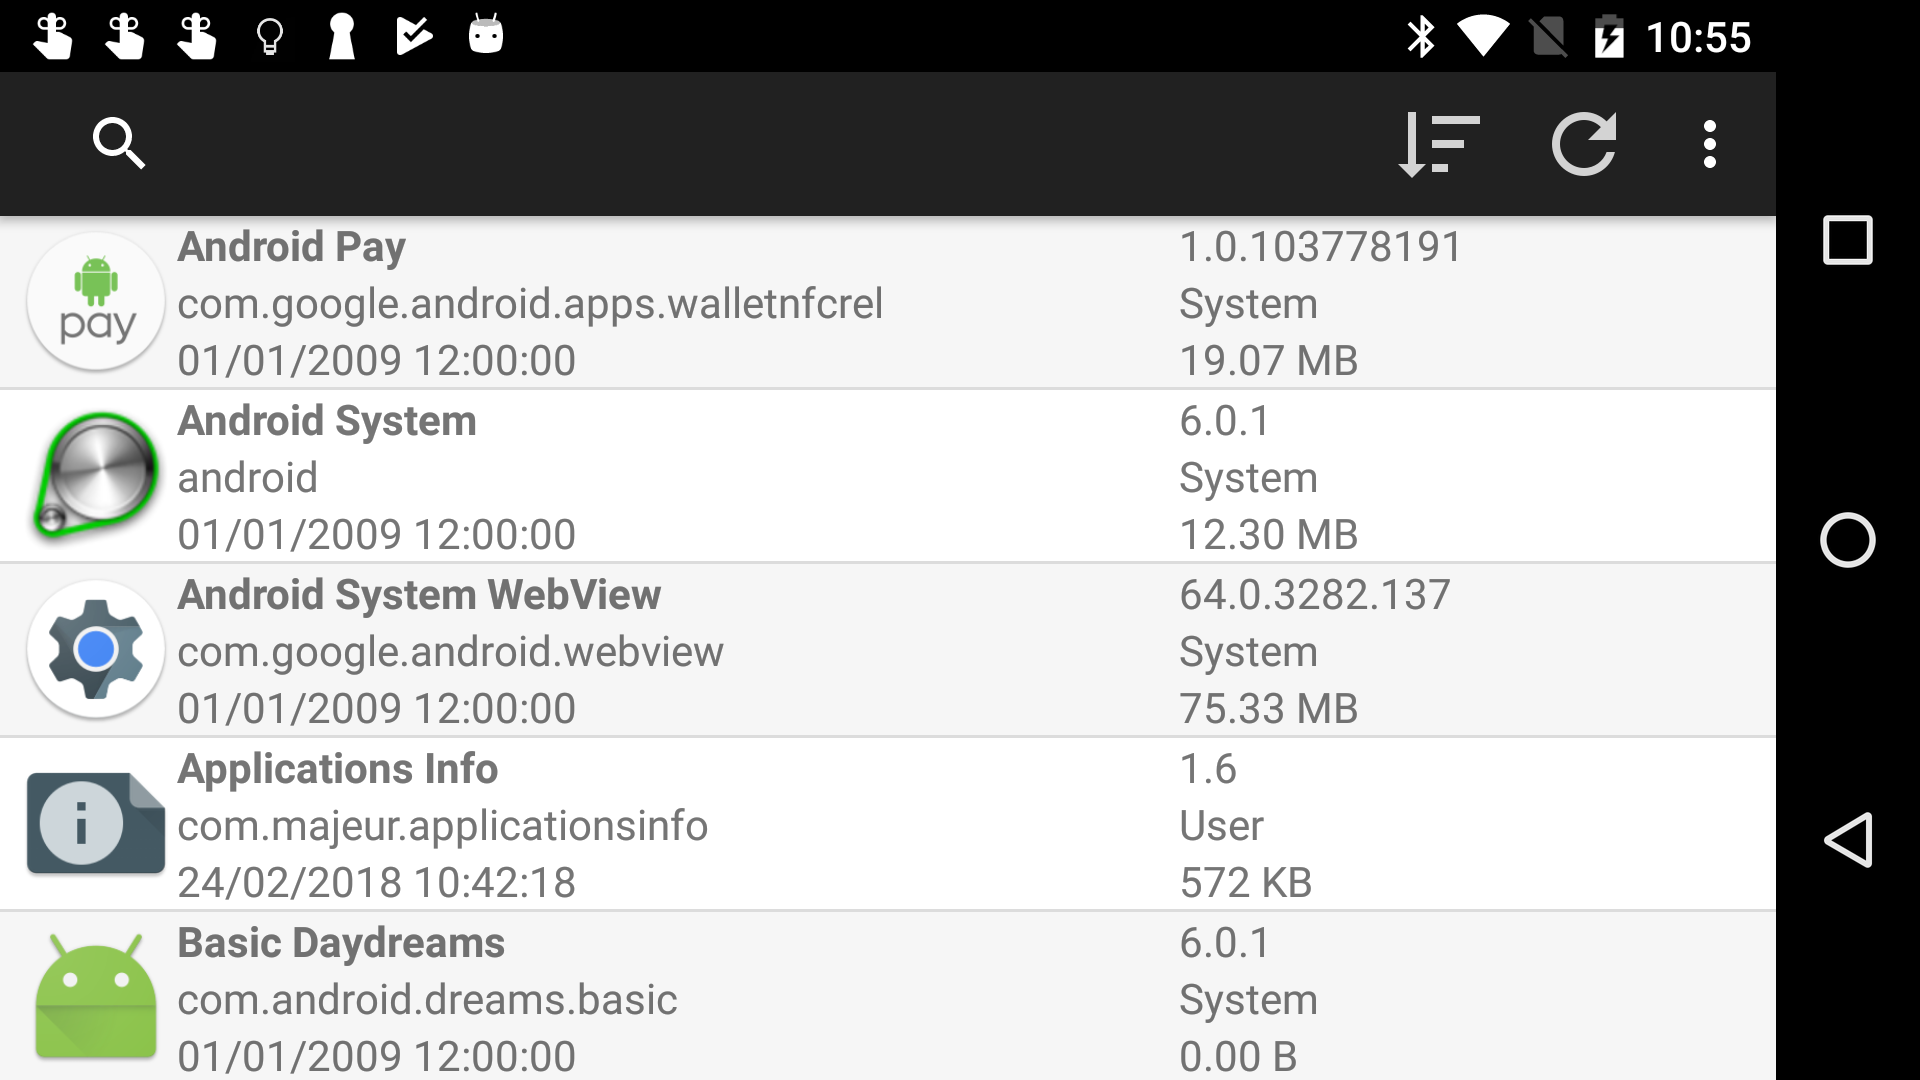 10:55
pay
Android Pay 1.0.103778191
com.google.android.apps.walletnfcrel System
01/01/2009 12:00:00 19.07 MB
Android System 6.0.1
android System
01/01/2009 12:00:00 12.30 MB
Android System WebView 64.0.3282.137
com.google.android.webview System
01/01/2009 12:00:00 75.33 MB
i
Applications Info 1.6
com.majeur.applicationsinfo User
24/02/2018 10:42:18 572 KB
Basic Daydreams 6.0.1
com.android.dreams.basic System
01/01/2009 12:00:00 0.00 B